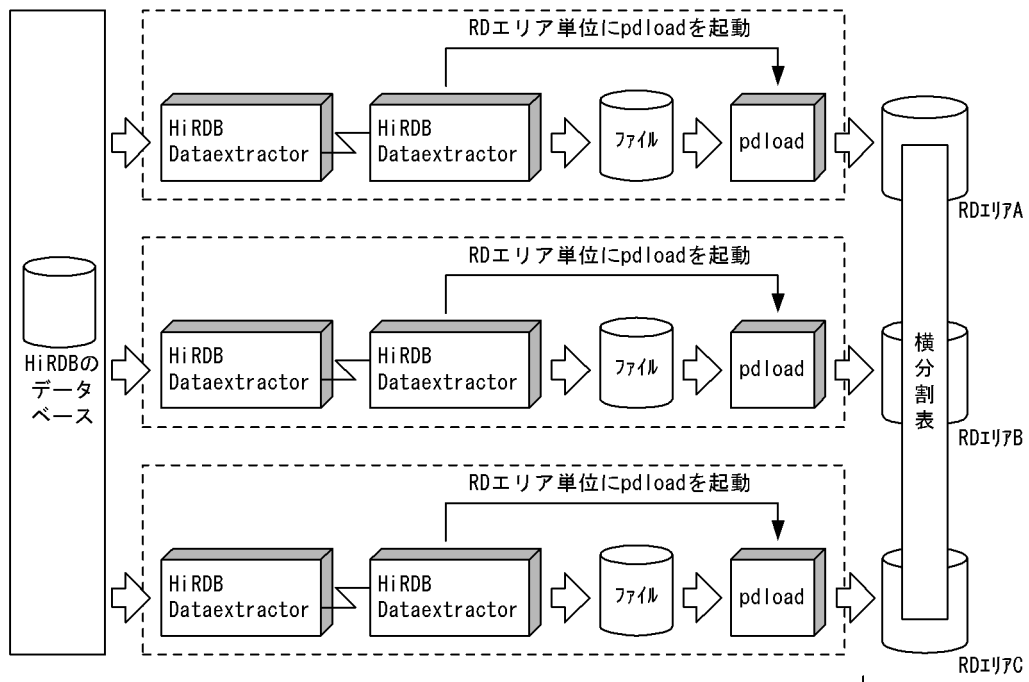 HiRDBの
データ
ベース
RDエリア単位にpdloadを起動
HiRDB
Dataextractor
HiRDB
Dataextractor
ファイル
pdload
RDエリアA
RDエリア単位にpdloadを起動
HiRDB
Dataextractor
HiRDB
Dataextractor
ファイル
pdload
RDエリアB
RDエリア単位にpdloadを起動
HiRDB
Dataextractor
HiRDB
Dataextractor
ファイル
pdload
RDエリアC
横分割表